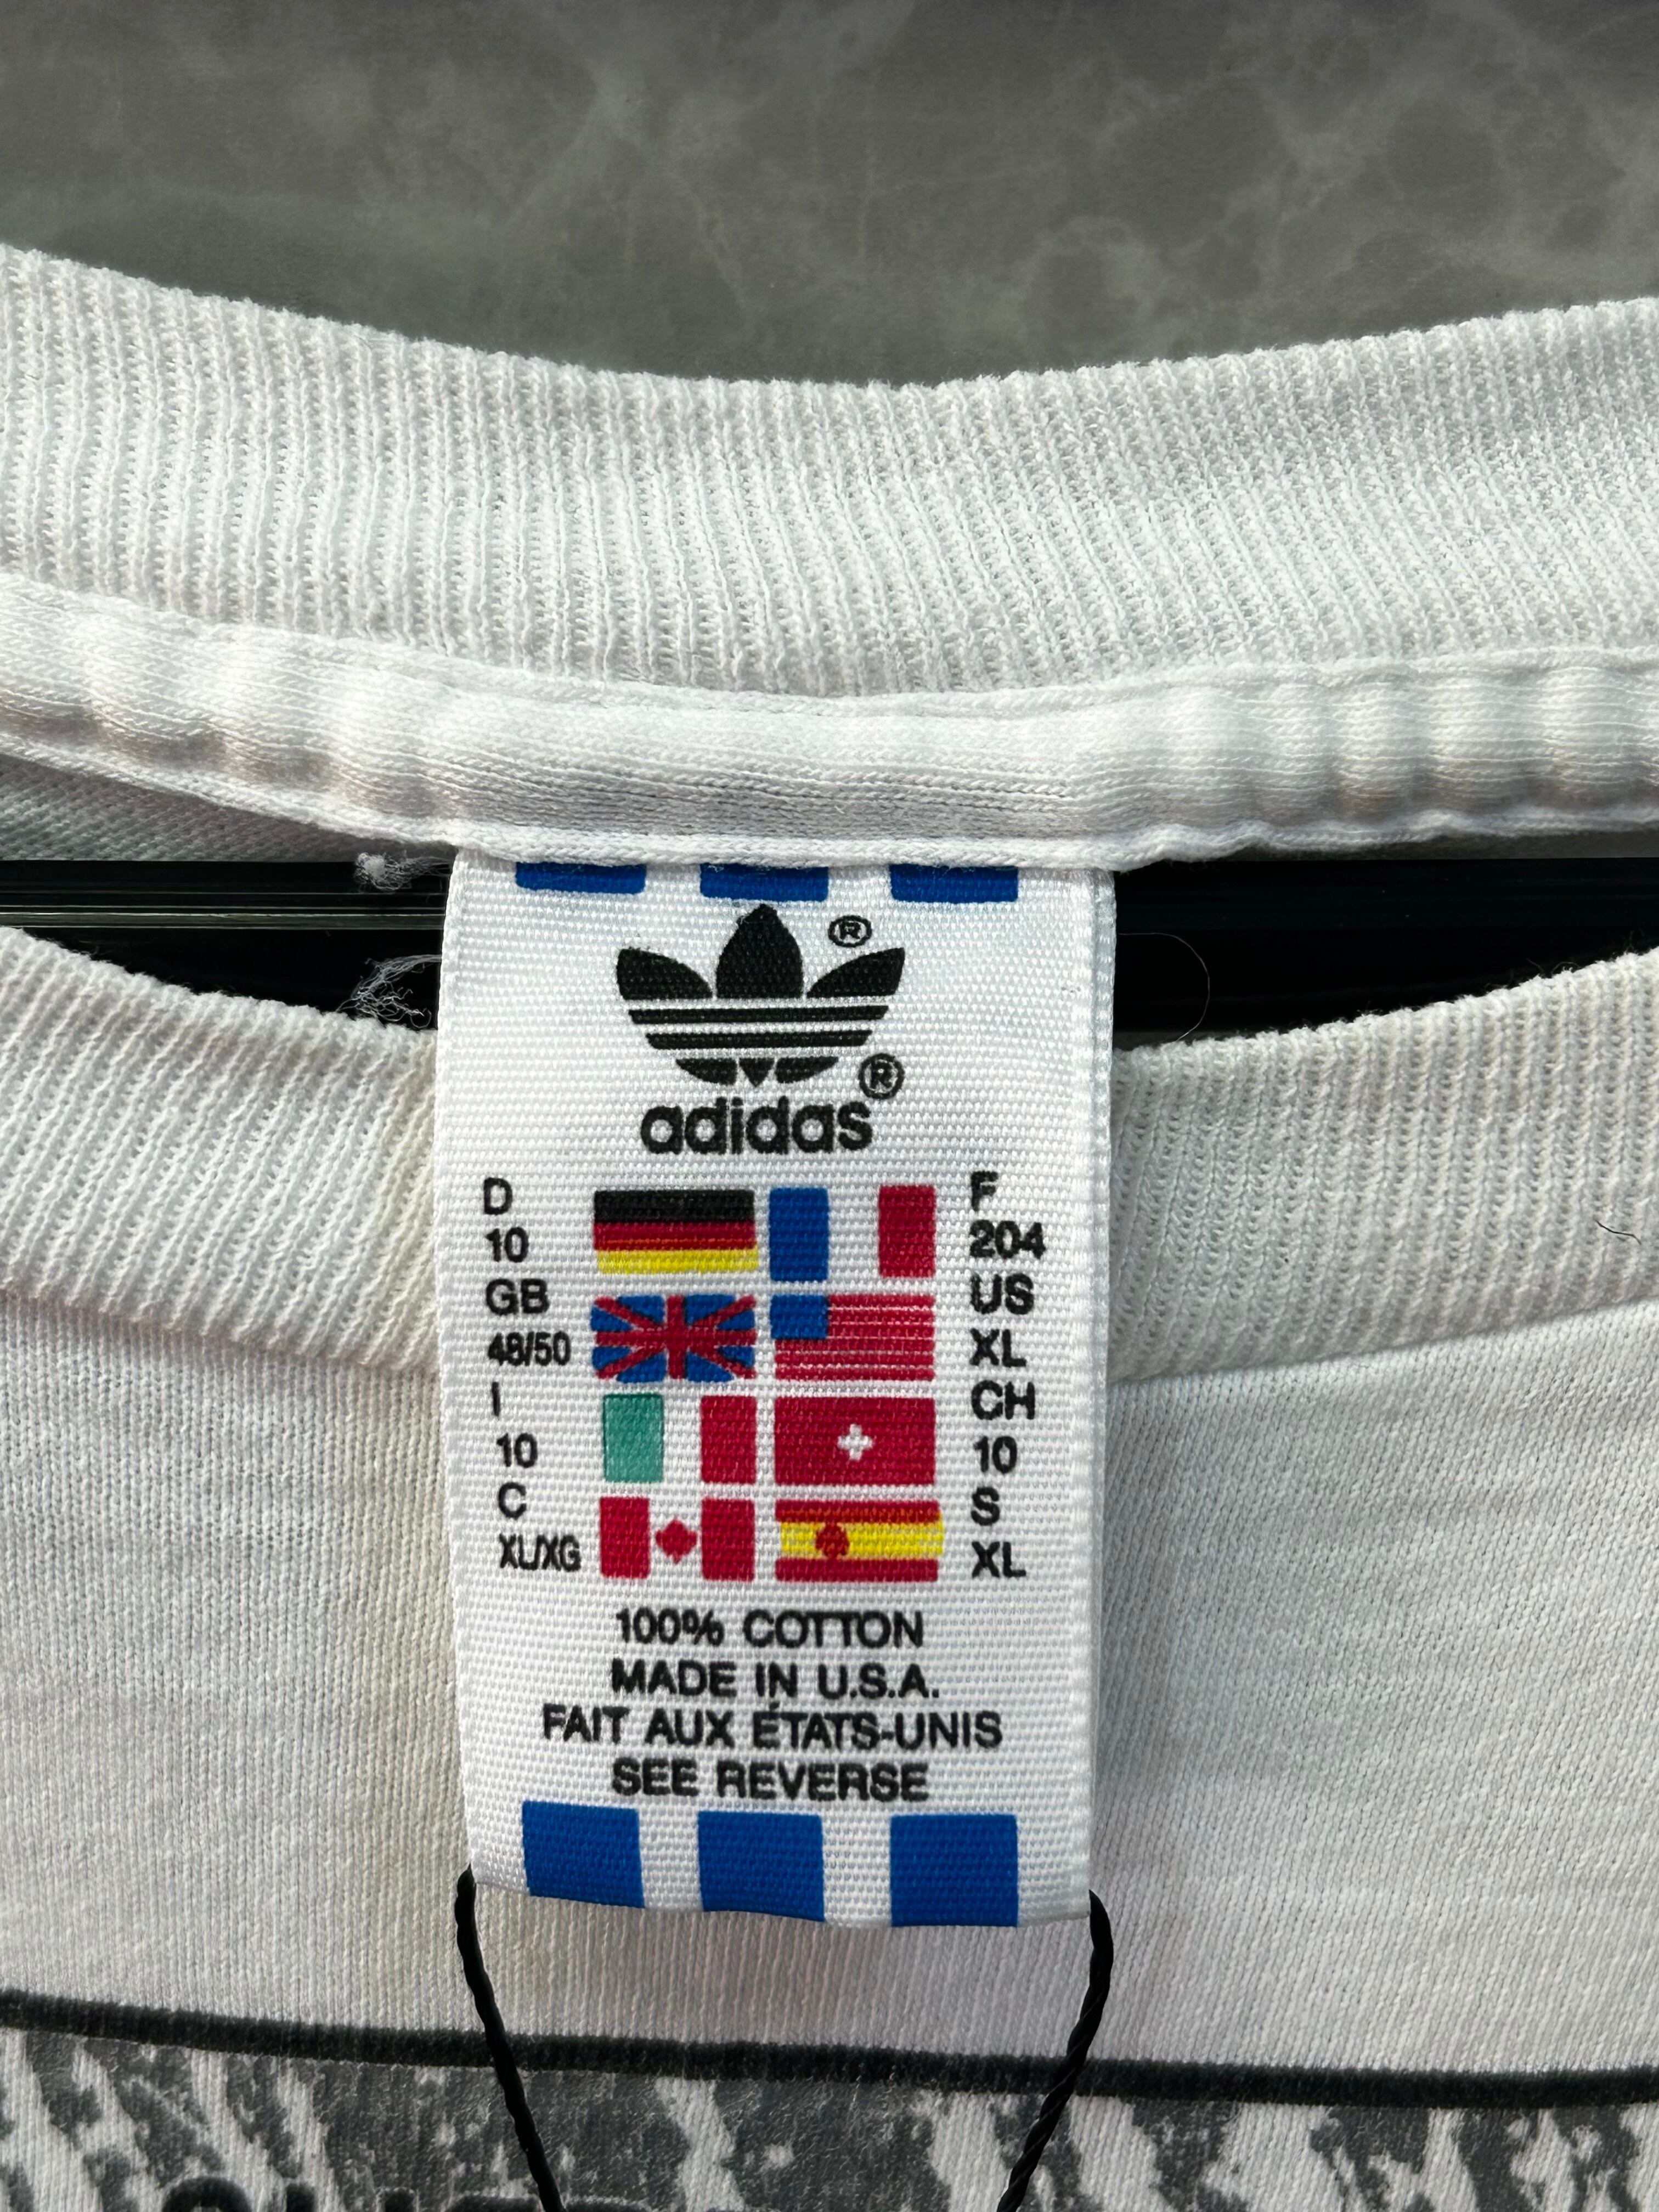 ®
®
adidas
D
10
GB
48/50
I
10
C
XL/XG
F
204
US
XL
CH
10
S
XL
100% COTTON
MADE IN U.S.A.
FAIT AUX ÉTATS-UNIS
SEE REVERSE